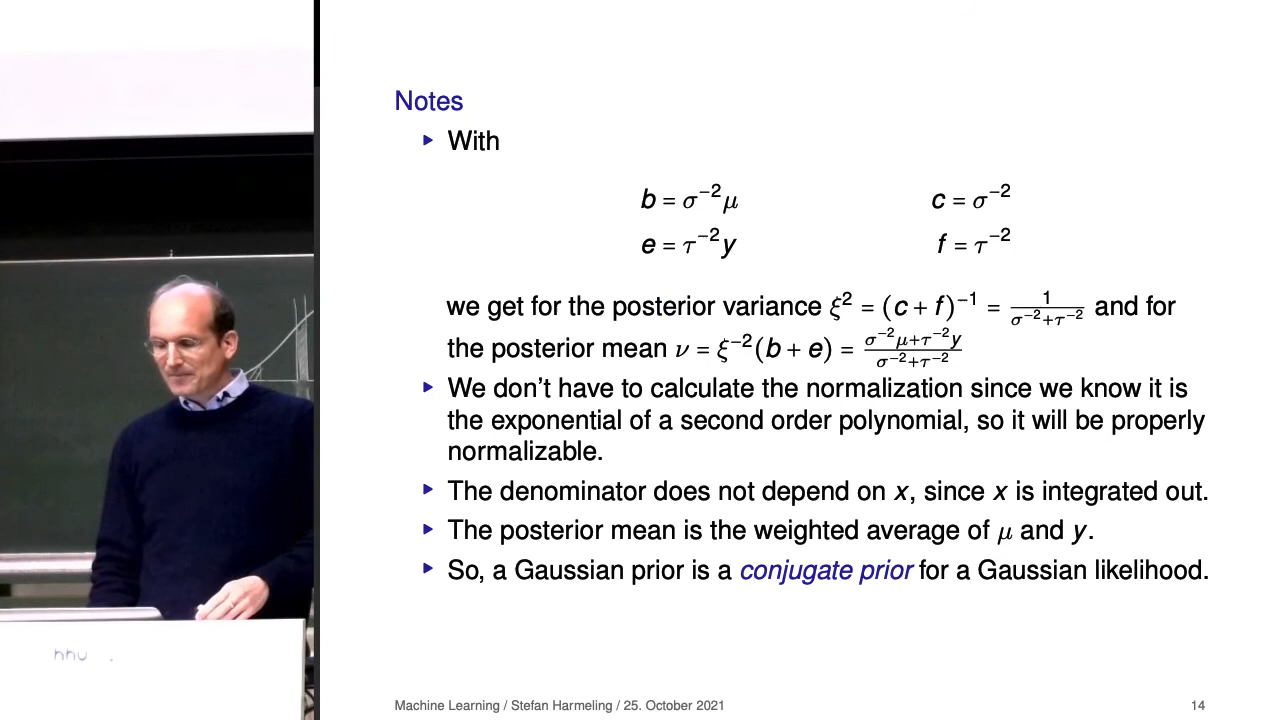 Notes
▸ With
b = σ⁻²μ c = σ⁻²
e = τ⁻²y f = τ⁻²
we get for the posterior variance ξ² = (c + f)⁻¹ = 1/(σ⁻²+τ⁻²) and for
the posterior mean ν = ξ⁻²(b + e) = (σ⁻²μ+τ⁻²y)/(σ⁻²+τ⁻²)
▸ We don't have to calculate the normalization since we know it is
the exponential of a second order polynomial, so it will be properly
normalizable.
▸ The denominator does not depend on x, since x is integrated out.
▸ The posterior mean is the weighted average of μ and y.
▸ So, a Gaussian prior is a conjugate prior for a Gaussian likelihood.
Machine Learning / Stefan Harmeling / 25. October 2021 14
hhu